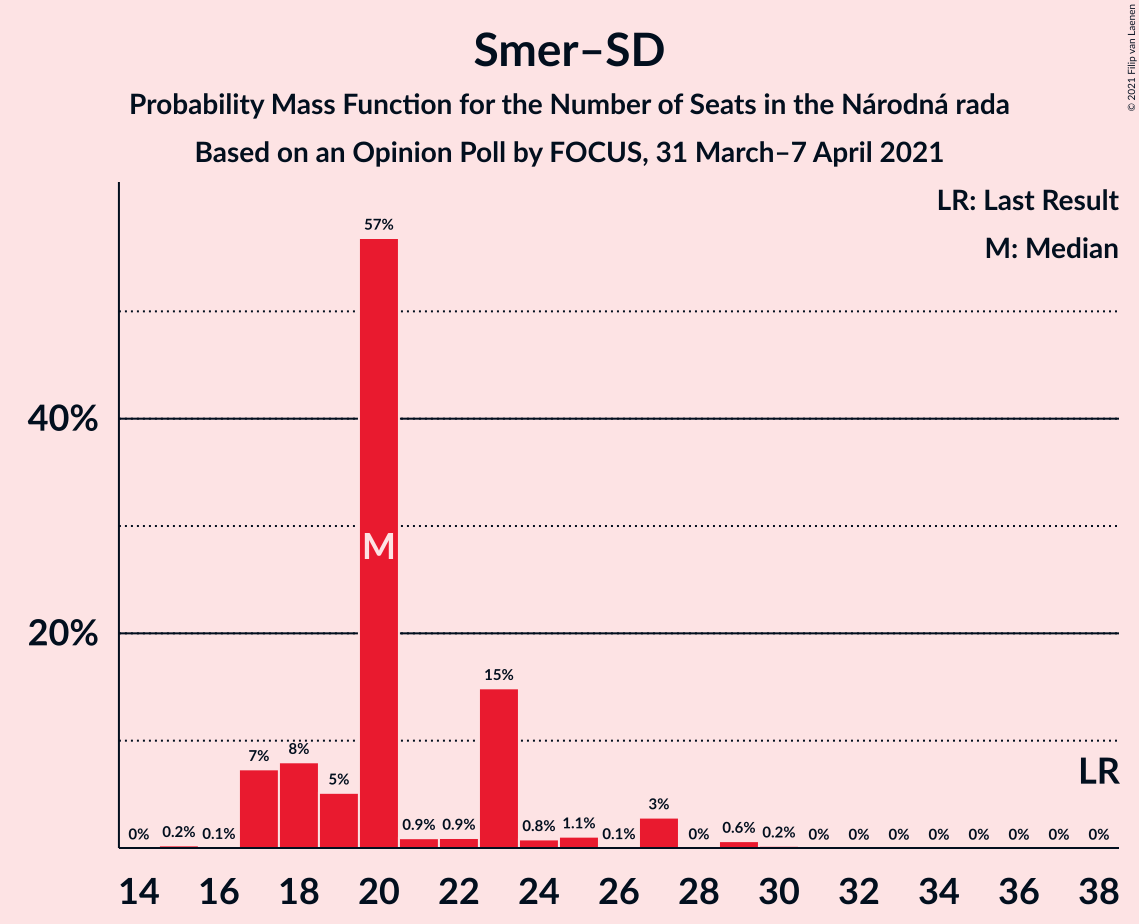 Smer–SD
Probability Mass Function for the Number of Seats in the Národná rada
Based on an Opinion Poll by FOCUS, 31 March–7 April 2021
© 2021 Filip van Laenen
LR: Last Result
M: Median
57%
40%
M
20%
15%
LR
7% 8% 5% 3%
0% 0.2% 0.1% 0.9% 0.9% 0.8% 1.1% 0.1% 0% 0.6% 0.2% 0% 0% 0% 0% 0% 0% 0% 0%
14 16 18 20 22 24 26 28 30 32 34 36 38